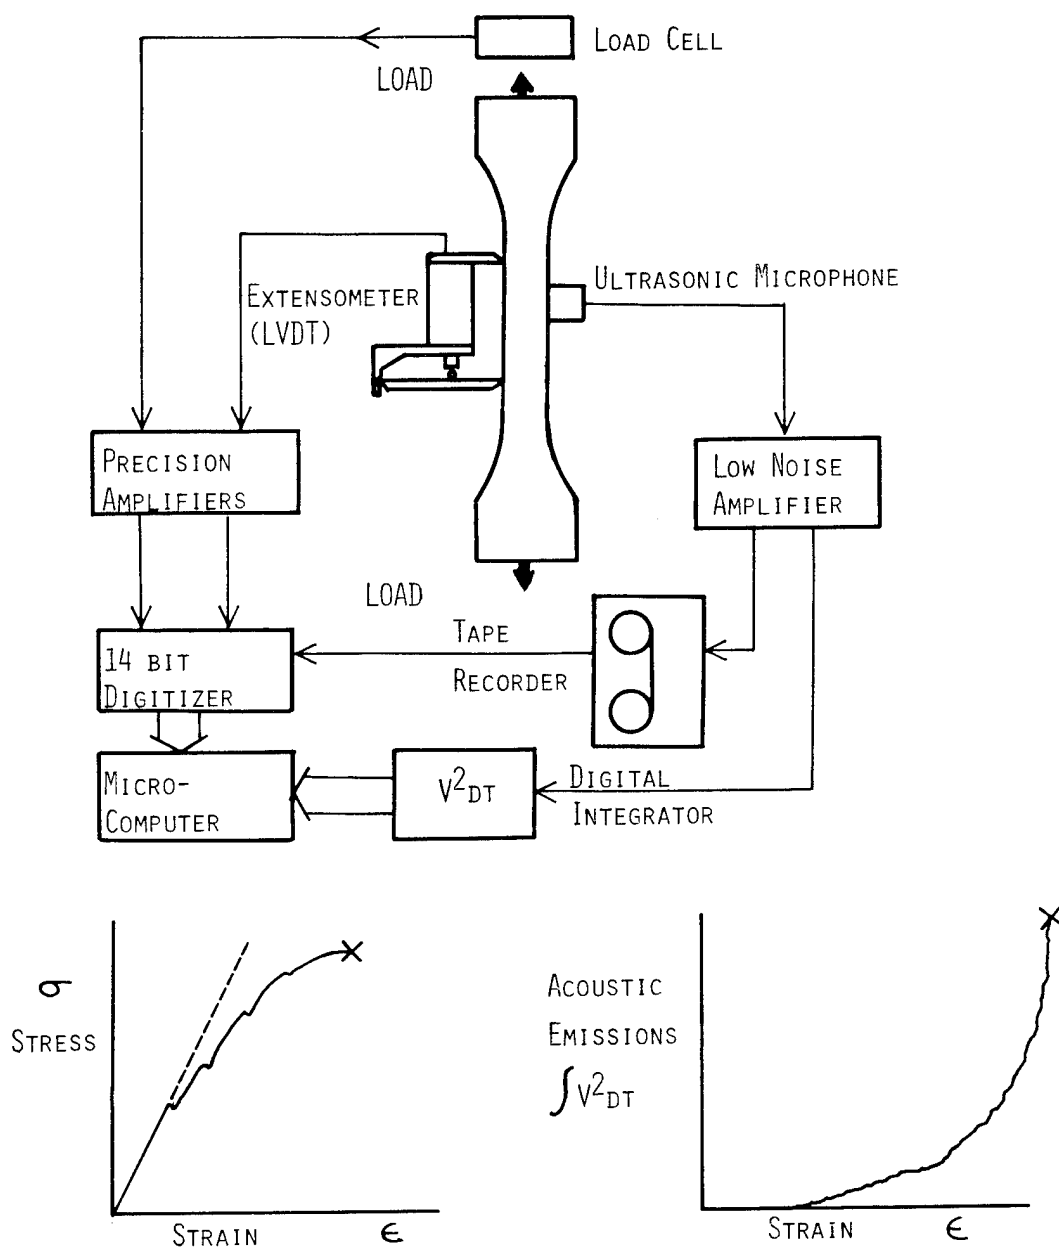 LOAD CELL
LOAD
ULTRASONIC MICROPHONE
EXTENSOMETER
(LVDT)
PRECISION
AMPLIFIERS
LOW NOISE
AMPLIFIER
LOAD
TAPE
RECORDER
14 BIT
DIGITIZER
MICRO-
COMPUTER
V²DT
DIGITAL
INTEGRATOR
σ
STRESS
STRAIN ϵ
ACOUSTIC
EMISSIONS
∫V²DT
STRAIN ϵ